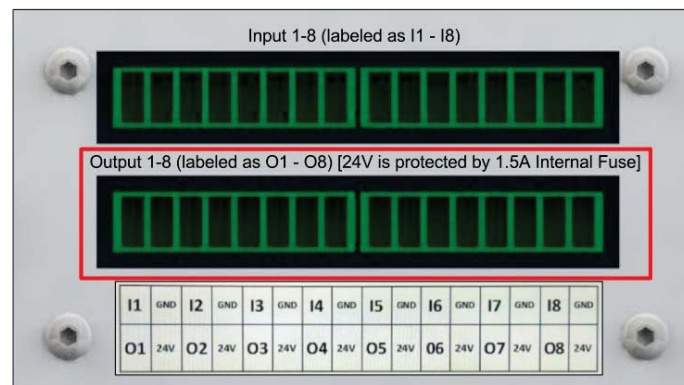 Input 1-8 (labeled as I1 - I8)
Output 1-8 (labeled as O1 - O8) [24V is protected by 1.5A Internal Fuse]
I1 GND I2 GND I3 GND I4 GND I5 GND I6 GND I7 GND I8 GND
O1 24V O2 24V O3 24V O4 24V O5 24V 06 24V O7 24V O8 24V